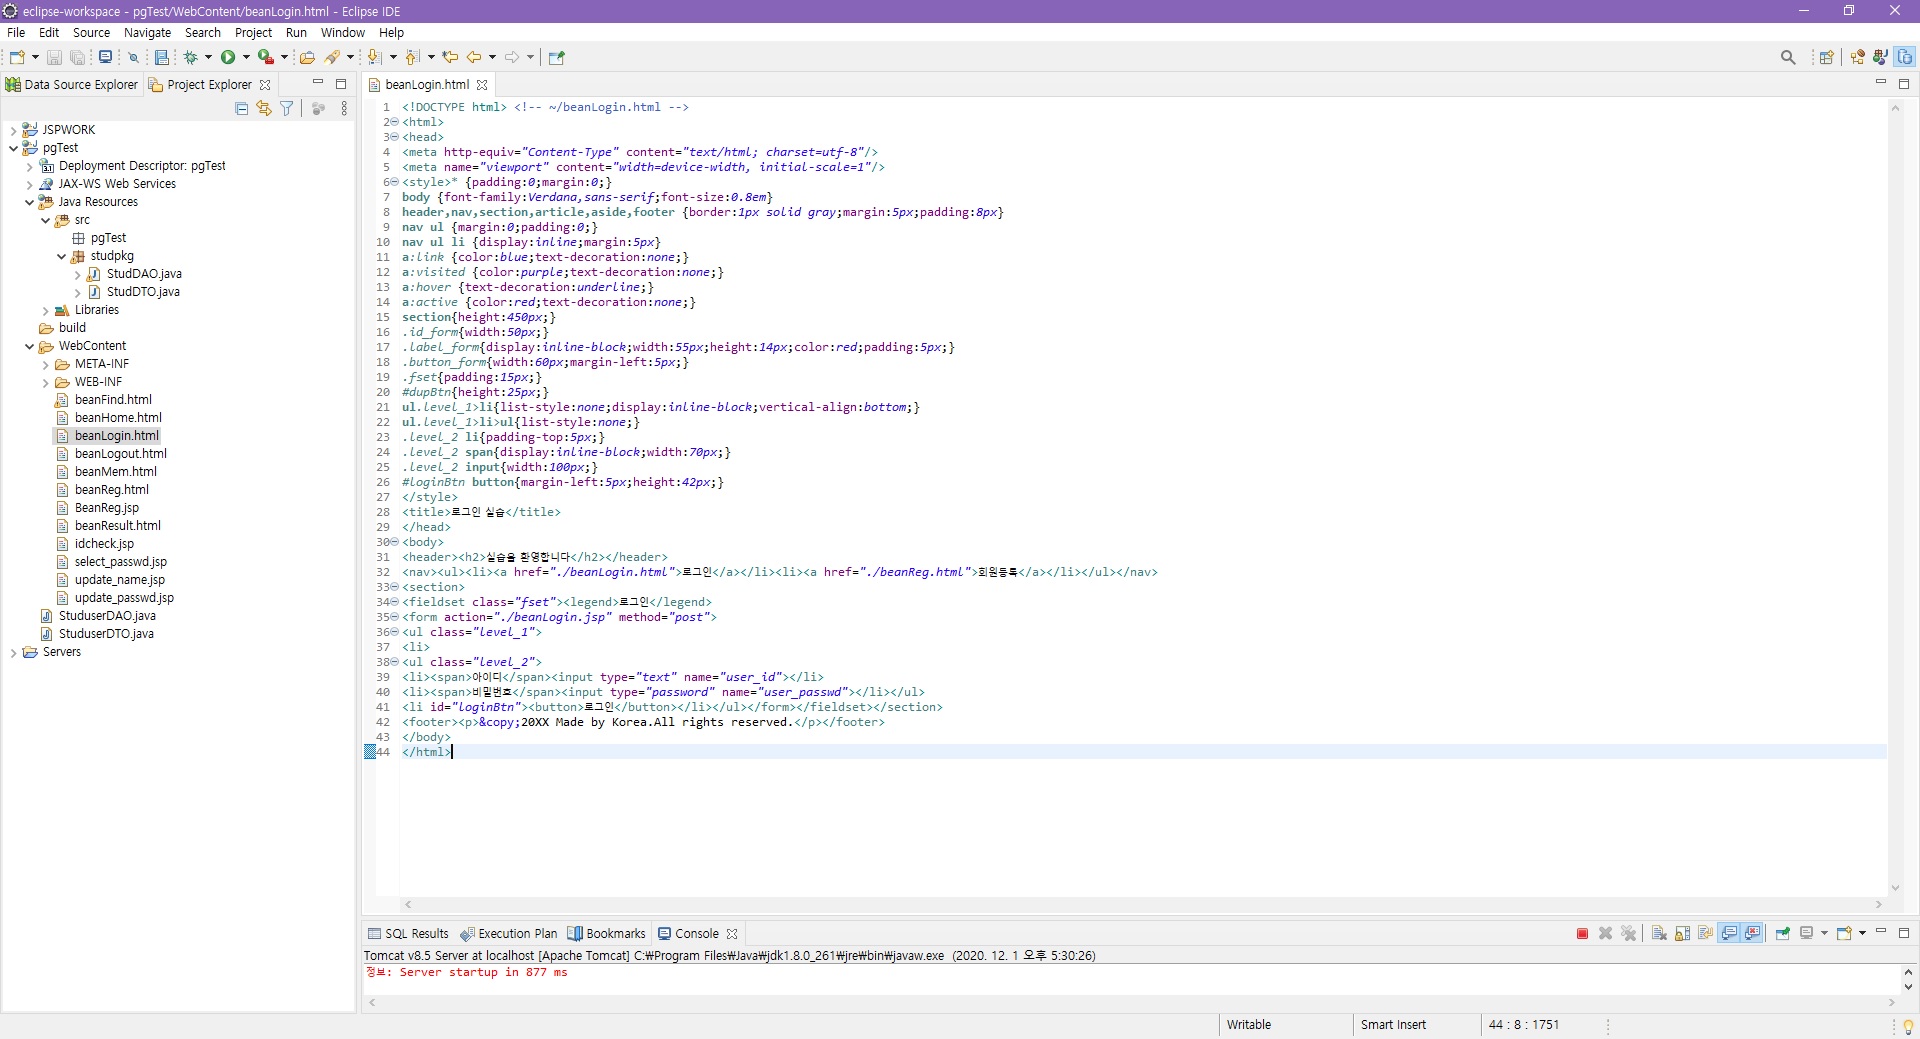 eclipse-workspace - pgTest/WebContent/beanLogin.html - Eclipse IDE
File Edit Source Navigate Search Project Run Window Help
Data Source Explorer Project Explorer
JSPWORK
pgTest
Deployment Descriptor: pgTest
JAX-WS Web Services
Java Resources
src
pgTest
studpkg
StudDAO.java
StudDTO.java
Libraries
build
WebContent
META-INF
WEB-INF
beanFind.html
beanHome.html
beanLogin.html
beanLogout.html
beanMem.html
beanReg.html
BeanReg.jsp
beanResult.html
idcheck.jsp
select_passwd.jsp
update_name.jsp
update_passwd.jsp
StuduserDAO.java
StuduserDTO.java
Servers
beanLogin.html
1 <!DOCTYPE html> <!-- ~/beanLogin.html -->
2 <html>
3 <head>
4 <meta http-equiv="Content-Type" content="text/html; charset=utf-8"/>
5 <meta name="viewport" content="width=device-width, initial-scale=1"/>
6 <style>* {padding:0;margin:0;}
7 body {font-family:Verdana,sans-serif;font-size:0.8em}
8 header,nav,section,article,aside,footer {border:1px solid gray;margin:5px;padding:8px}
9 nav ul {margin:0;padding:0;}
10 nav ul li {display:inline;margin:5px}
11 a:link {color:blue;text-decoration:none;}
12 a:visited {color:purple;text-decoration:none;}
13 a:hover {text-decoration:underline;}
14 a:active {color:red;text-decoration:none;}
15 section{height:450px;}
16 .id_form{width:50px;}
17 .label_form{display:inline-block;width:55px;height:14px;color:red;padding:5px;}
18 .button_form{width:60px;margin-left:5px;}
19 .fset{padding:15px;}
20 #dupBtn{height:25px;}
21 ul.level_1>li{list-style:none;display:inline-block;vertical-align:bottom;}
22 ul.level_1>li>ul{list-style:none;}
23 .level_2 li{padding-top:5px;}
24 .level_2 span{display:inline-block;width:70px;}
25 .level_2 input{width:100px;}
26 #loginBtn button{margin-left:5px;height:42px;}
27 </style>
28 <title>로그인 실습</title>
29 </head>
30 <body>
31 <header><h2>실습을 환영합니다</h2></header>
32 <nav><ul><li><a href="./beanLogin.html">로그인</a></li><li><a href="./beanReg.html">회원등록</a></li></ul></nav>
33 <section>
34 <fieldset class="fset"><legend>로그인</legend>
35 <form action="./beanLogin.jsp" method="post">
36 <ul class="level_1">
37 <li>
38 <ul class="level_2">
39 <li><span>아이디</span><input type="text" name="user_id"></li>
40 <li><span>비밀번호</span><input type="password" name="user_passwd"></li></ul>
41 <li id="loginBtn"><button>로그인</button></li></ul></form></fieldset></section>
42 <footer><p>&copy;20XX Made by Korea.All rights reserved.</p></footer>
43 </body>
44 </html>
SQL Results Execution Plan Bookmarks Console
Tomcat v8.5 Server at localhost [Apache Tomcat] C:₩Program Files₩Java₩jdk1.8.0_261₩jre₩bin₩javaw.exe (2020. 12. 1 오후 5:30:26)
정보: Server startup in 877 ms
Writable Smart Insert 44 : 8 : 1751